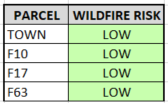 PARCEL WILDFIRE RISK
TOWN LOW
F10 LOW
F17 LOW
F63 LOW